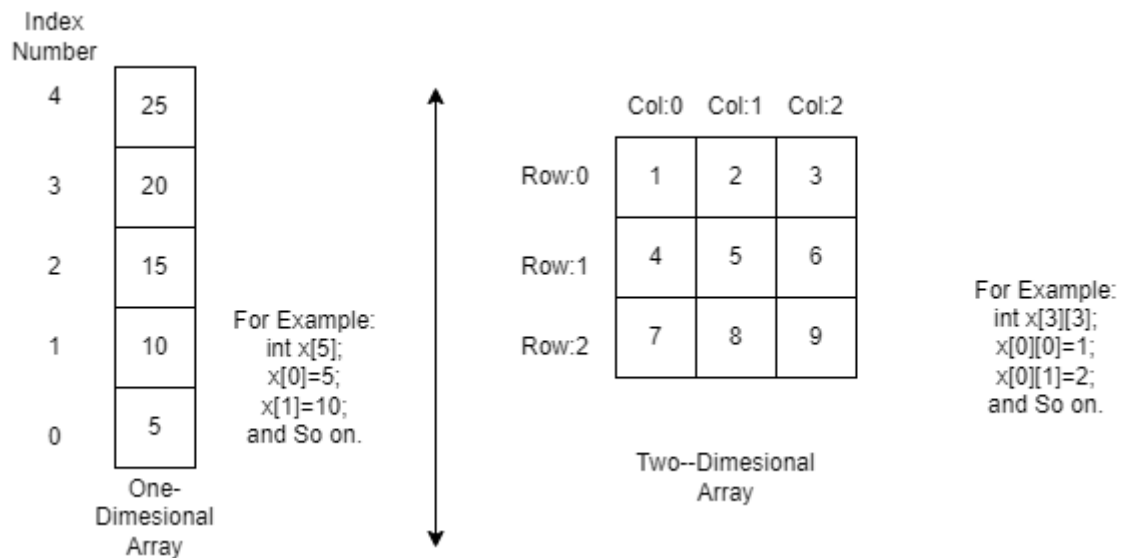 Index
Number
4
25
3
20
2
15
1
10
0
5
One-
Dimesional
Array
For Example:
int x[5];
x[0]=5;
x[1]=10;
and So on.
Col:0 Col:1 Col:2
Row:0 1 2 3
Row:1 4 5 6
Row:2 7 8 9
Two--Dimesional
Array
For Example:
int x[3][3];
x[0][0]=1;
x[0][1]=2;
and So on.